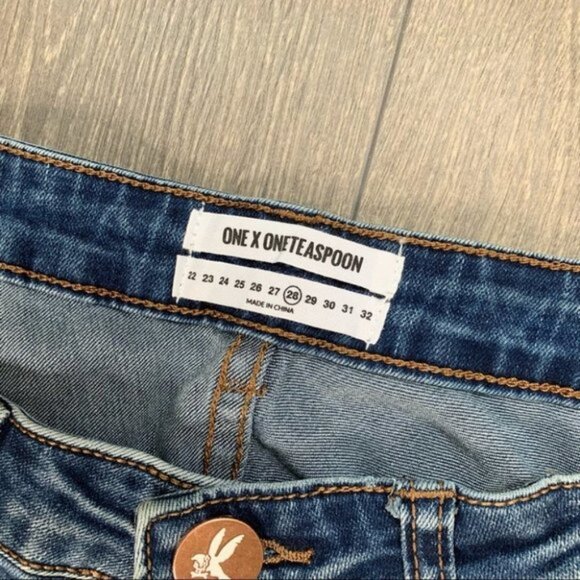 ONE X ONETEASPOON
22 23 24 25 26 27 28 29 30 31 32
MADE IN CHINA